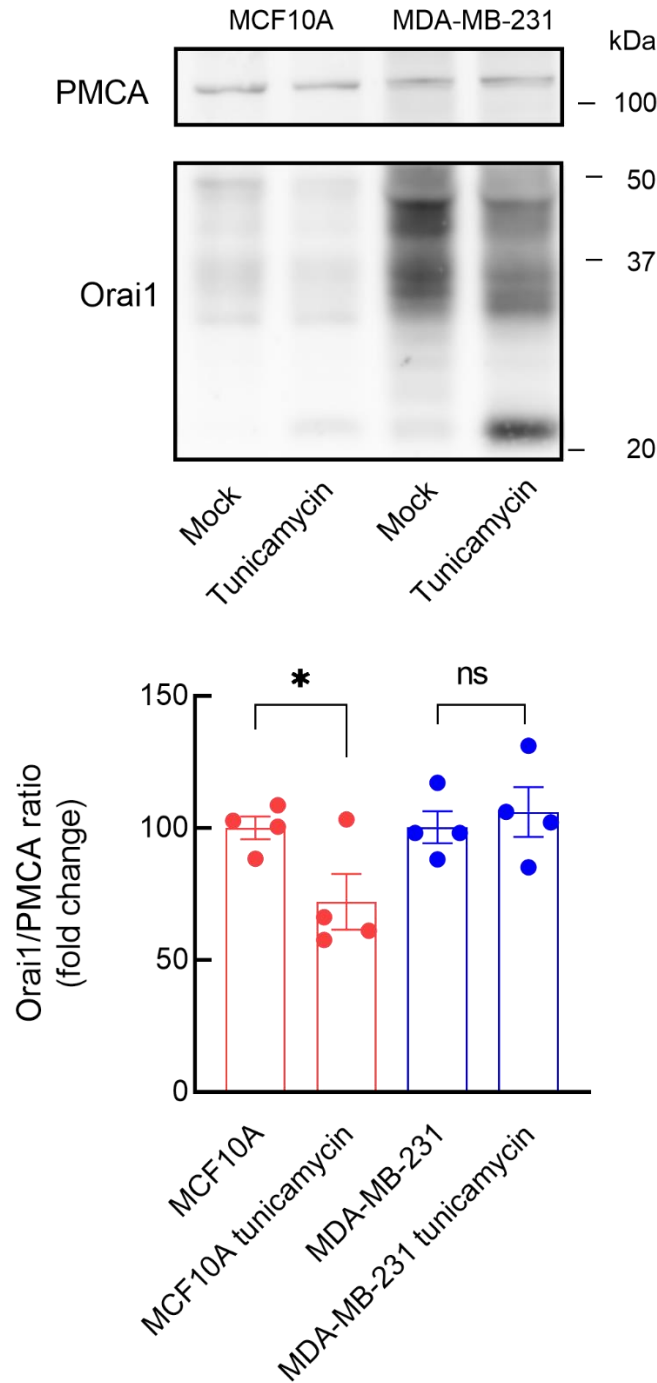 MCF10A MDA-MB-231
kDa
PMCA
100
50
37
Orai1
20
Mock
Tunicamycin
Mock
Tunicamycin
* ns
150
100
50
0
Orai1/PMCA ratio
(fold change)
MCF10A
MCF10A tunicamycin
MDA-MB-231
MDA-MB-231 tunicamycin